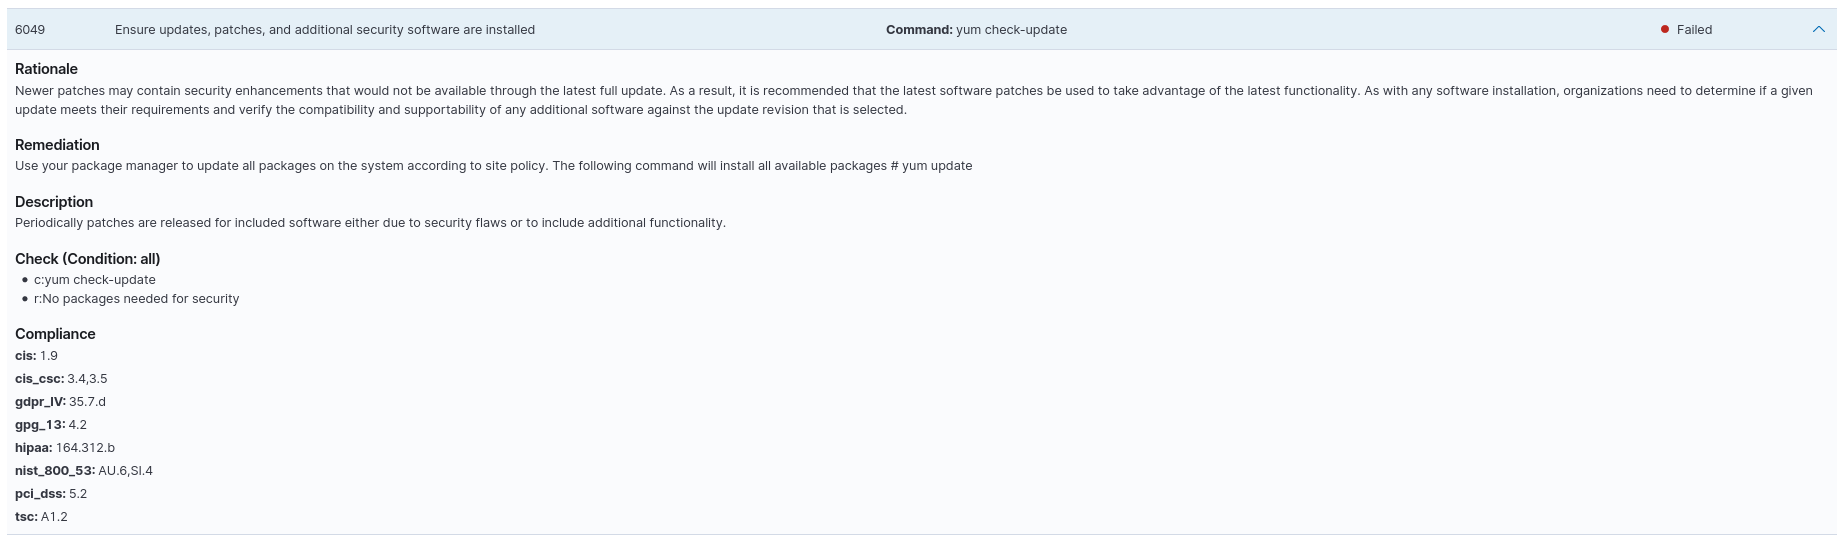 6049 Ensure updates, patches, and additional security software are installed Command: yum check-update Failed
Rationale
Newer patches may contain security enhancements that would not be available through the latest full update. As a result, it is recommended that the latest software patches be used to take advantage of the latest functionality. As with any software installation, organizations need to determine if a given
update meets their requirements and verify the compatibility and supportability of any additional software against the update revision that is selected.
Remediation
Use your package manager to update all packages on the system according to site policy. The following command will install all available packages # yum update
Description
Periodically patches are released for included software either due to security flaws or to include additional functionality.
Check (Condition: all)
• c:yum check-update
• r:No packages needed for security
Compliance
cis: 1.9
cis_csc: 3.4,3.5
gdpr_IV: 35.7.d
gpg_13: 4.2
hipaa: 164.312.b
nist_800_53: AU.6,SI.4
pci_dss: 5.2
tsc: A1.2